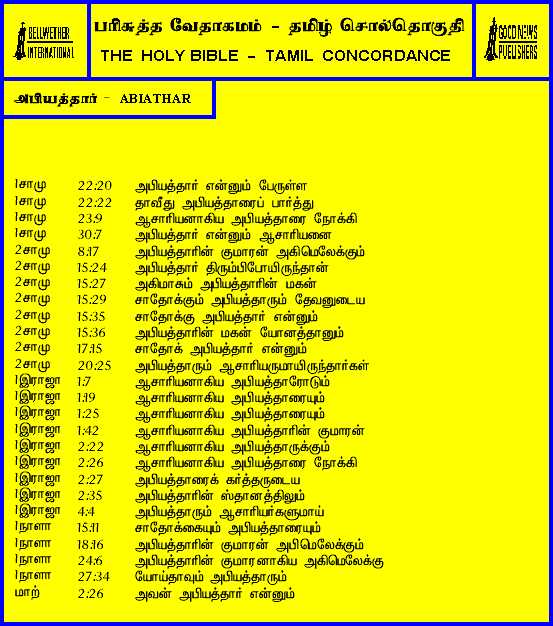 BELLWETHER
INTERNATIONAL
பரிசுத்த வேதாகமம் - தமிழ் சொல்தொகுதி
THE HOLY BIBLE - TAMIL CONCORDANCE
GOOD NEWS
PUBLISHERS
அபியத்தார் - ABIATHAR
1சாமு 22:20 அபியத்தார் என்னும் பேருள்ள
1சாமு 22:22 தாவீது அபியத்தாரைப் பார்த்து
1சாமு 23:9 ஆசாரியனாகிய அபியத்தாரை நோக்கி
1சாமு 30:7 அபியத்தார் என்னும் ஆசாரியனை
2சாமு 8:17 அபியத்தாரின் குமாரன் அகிமெலேக்கும்
2சாமு 15:24 அபியத்தார் திரும்பிபோயிருந்தான்
2சாமு 15:27 அகிமாசும் அபியத்தாரின் மகன்
2சாமு 15:29 சாதோக்கும் அபியத்தாரும் தேவனுடைய
2சாமு 15:35 சாதோக்கு அபியத்தார் என்னும்
2சாமு 15:36 அபியத்தாரின் மகன் யோனத்தானும்
2சாமு 17:15 சாதோக் அபியத்தார் என்னும்
2சாமு 20:25 அபியத்தாரும் ஆசாரியருமாயிருந்தார்கள்
1இராஜா 1:7 ஆசாரியனாகிய அபியத்தாரோடும்
1இராஜா 1:19 ஆசாரியனாகிய அபியத்தாரையும்
1இராஜா 1:25 ஆசாரியனாகிய அபியத்தாரையும்
1இராஜா 1:42 ஆசாரியனாகிய அபியத்தாரின் குமாரன்
1இராஜா 2:22 ஆசாரியனாகிய அபியத்தாருக்கும்
1இராஜா 2:26 ஆசாரியனாகிய அபியத்தாரை நோக்கி
1இராஜா 2:27 அபியத்தாரைக் கர்த்தருடைய
1இராஜா 2:35 அபியத்தாரின் ஸ்தானத்திலும்
1இராஜா 4:4 அபியத்தாரும் ஆசாரியர்களுமாய்
1நாளா 15:11 சாதோக்கையும் அபியத்தாரையும்
1நாளா 18:16 அபியத்தாரின் குமாரன் அபிமெலேக்கும்
1நாளா 24:6 அபியத்தாரின் குமாரனாகிய அகிமெலேக்கு
1நாளா 27:34 யோய்தாவும் அபியத்தாரும்
மாற் 2:26 அவன் அபியத்தார் என்னும்